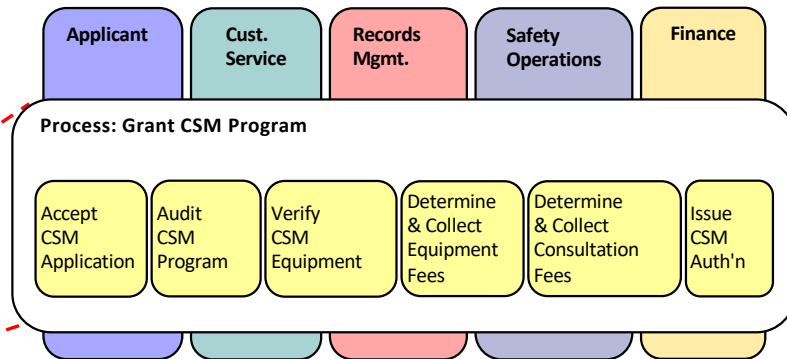 Applicant
Cust.
Service
Records
Mgmt.
Safety
Operations
Finance
Process: Grant CSM Program
Accept
CSM
Application
Audit
CSM
Program
Verify
CSM
Equipment
Determine
& Collect
Equipment
Fees
Determine
& Collect
Consultation
Fees
Issue
CSM
Auth'n